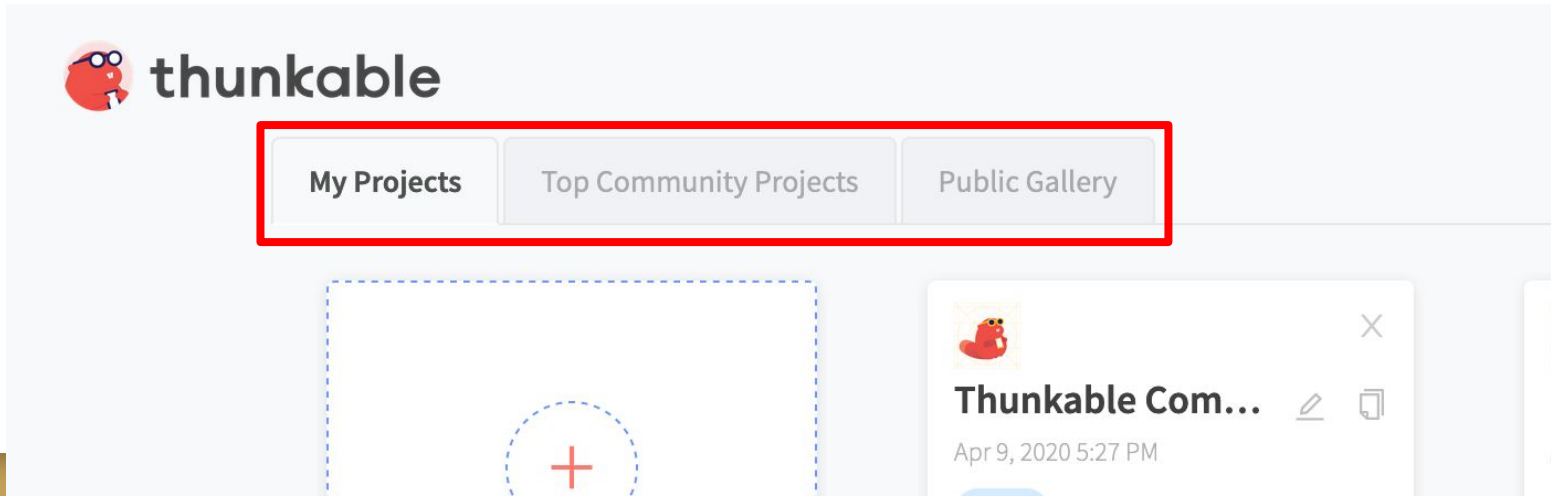 thunkable
My Projects
Top Community Projects
Public Gallery
Thunkable Com...
Apr 9, 2020 5:27 PM